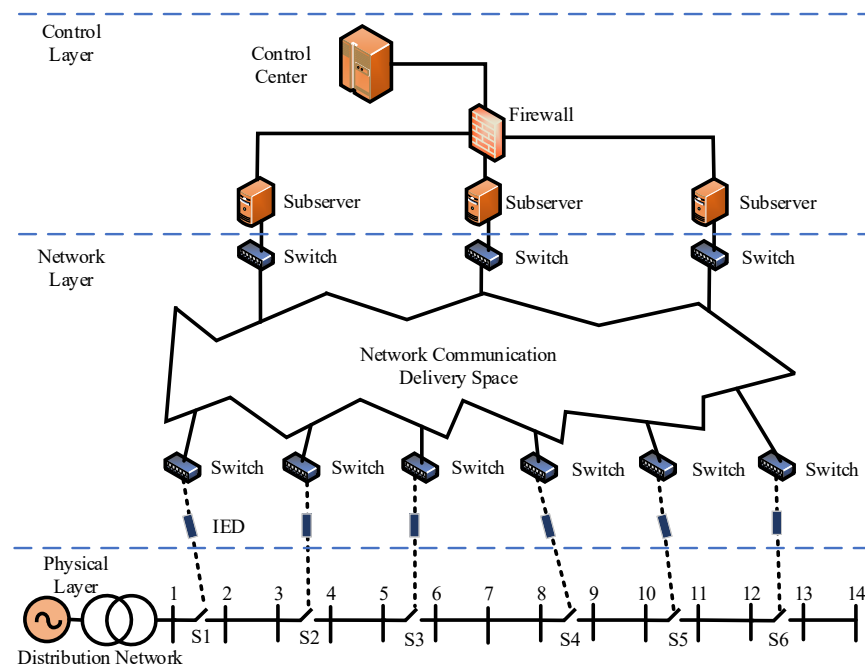 Control
Layer
Control
Center
Firewall
Subserver
Subserver
Subserver
Network
Layer
Switch
Switch
Switch
Network Communication
Delivery Space
Switch
Switch
Switch
Switch
Switch
Switch
IED
Physical
Layer
1
2
3
4
5
6
7
8
9
10
11
12
13
14
S1
S2
S3
S4
S5
S6
Distribution Network